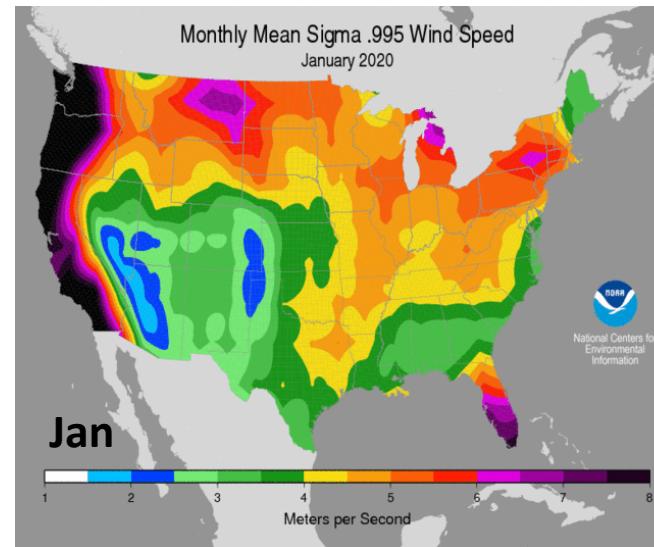 Monthly Mean Sigma .995 Wind Speed
January 2020
NOAA
National Centers for
Environmental
Information
Jan
1 2 3 4 5 6 7 8
Meters per Second